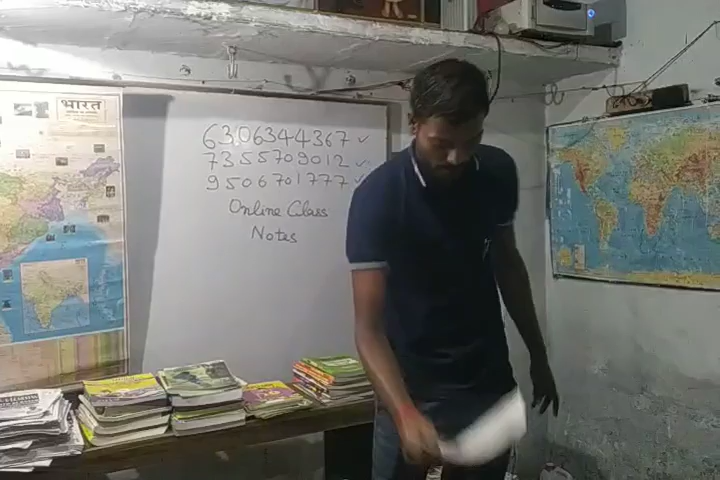 भारत
6306344367 ✓
7355709012 ✓
9506701777 ✓
Online Class
Notes